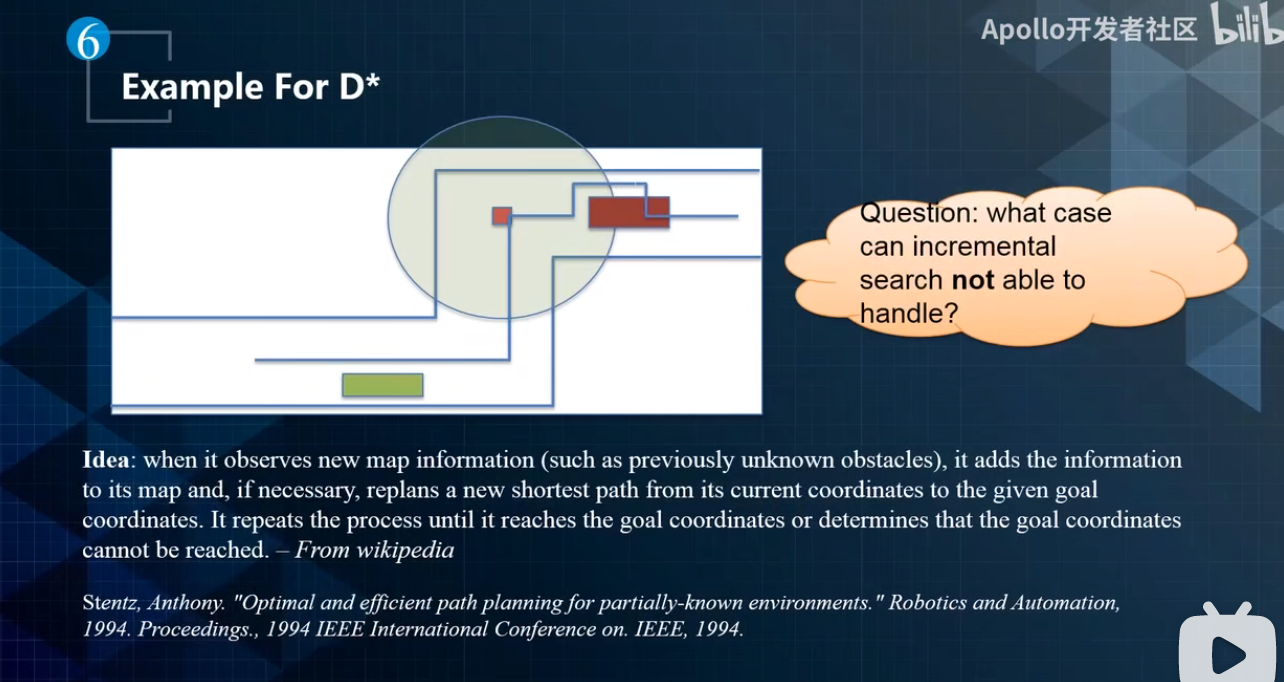 6
Apollo开发者社区 bilib
Example For D*
Question: what case
can incremental
search not able to
handle?
Idea: when it observes new map information (such as previously unknown obstacles), it adds the information
to its map and, if necessary, replans a new shortest path from its current coordinates to the given goal
coordinates. It repeats the process until it reaches the goal coordinates or determines that the goal coordinates
cannot be reached. – From wikipedia
Stentz, Anthony. "Optimal and efficient path planning for partially-known environments." Robotics and Automation,
1994. Proceedings., 1994 IEEE International Conference on. IEEE, 1994.